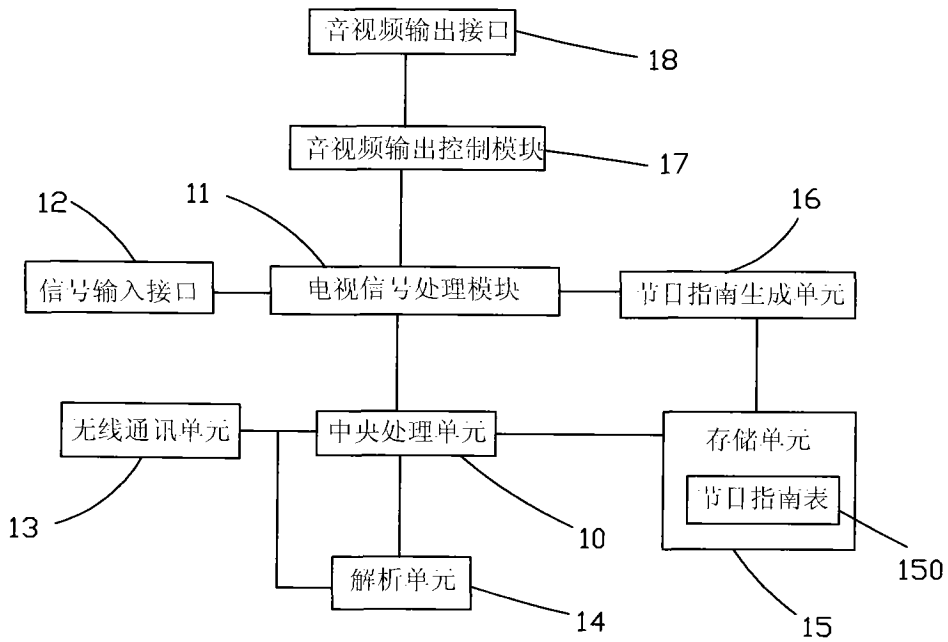 音视频输出接口
18
音视频输出控制模块
17
12
11
16
信号输入接口
电视信号处理模块
节目指南生成单元
无线通讯单元
中央处理单元
存储单元
节目指南表
13
10
150
解析单元
14
15